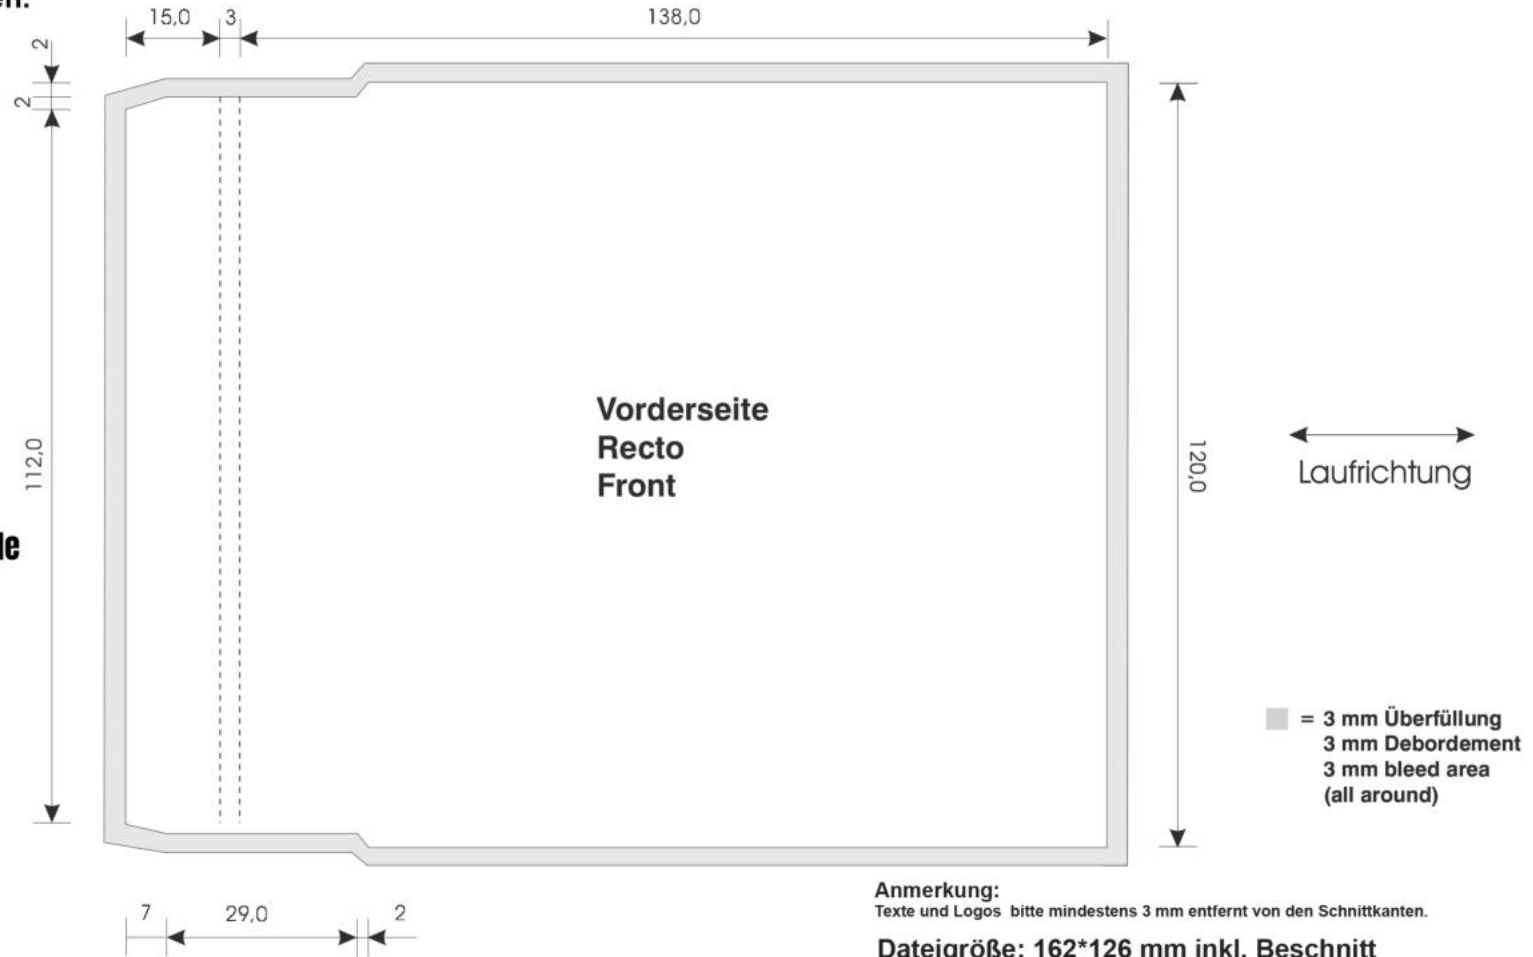 15,0
3
138,0
2
2
112,0
Vorderseite
Recto
Front
120,0
Laufrichtung
= 3 mm Überfüllung
3 mm Debordement
3 mm bleed area
(all around)
7
29,0
2
Anmerkung:
Texte und Logos bitte mindestens 3 mm entfernt von den Schnittkanten.
Dateigröße: 162*126 mm inkl. Beschnitt